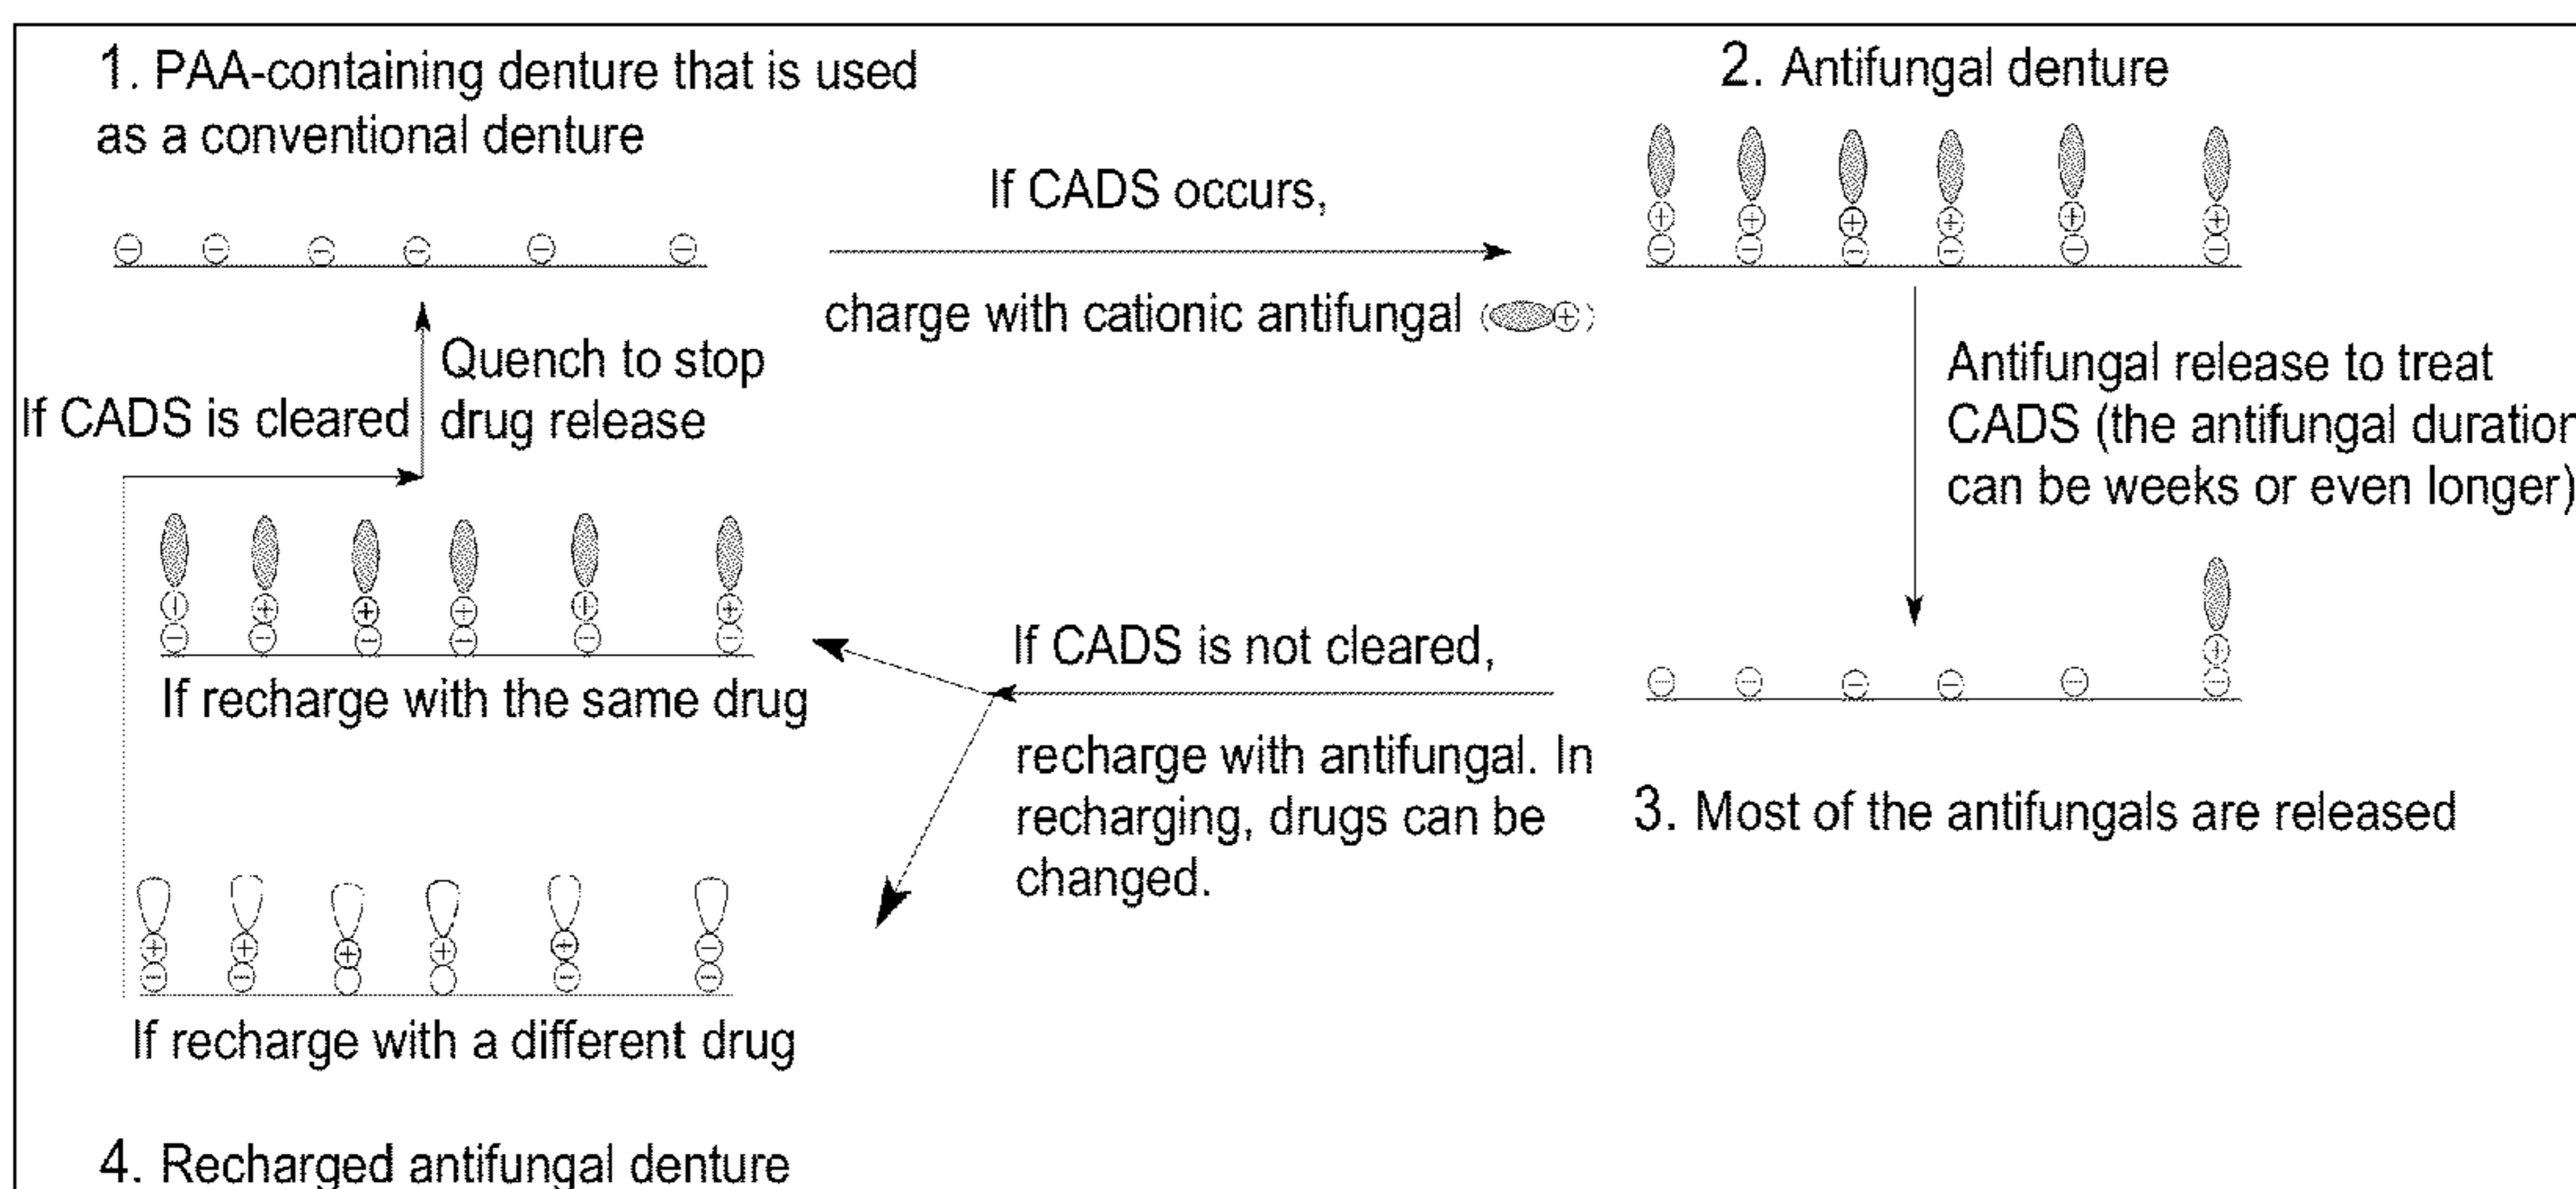 1. PAA-containing denture that is used
as a conventional denture
If CADS occurs,
charge with cationic antifungal
2. Antifungal denture
Antifungal release to treat
CADS (the antifungal duration
can be weeks or even longer)
3. Most of the antifungals are released
If CADS is not cleared,
recharge with antifungal. In
recharging, drugs can be
changed.
If recharge with the same drug
If recharge with a different drug
4. Recharged antifungal denture
If CADS is cleared
Quench to stop
drug release